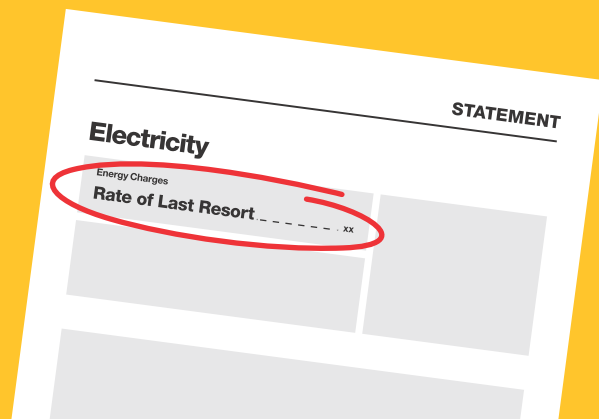 STATEMENT
Electricity
Energy Charges
Rate of Last Resort _ _ _ _ _ _ _ . xx